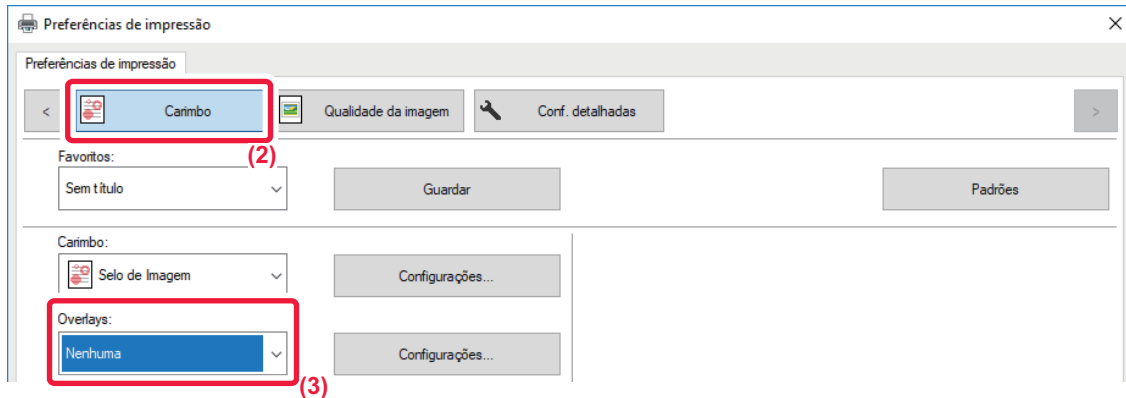 Preferências de impressão
Preferências de impressão
< Carimbo Qualidade da imagem Conf. detalhadas >
(2)
Favoritos:
Sem título Guardar Padrões
Carimbo:
Selo de Imagem Configurações...
Overlays:
Nenhuma Configurações...
(3)